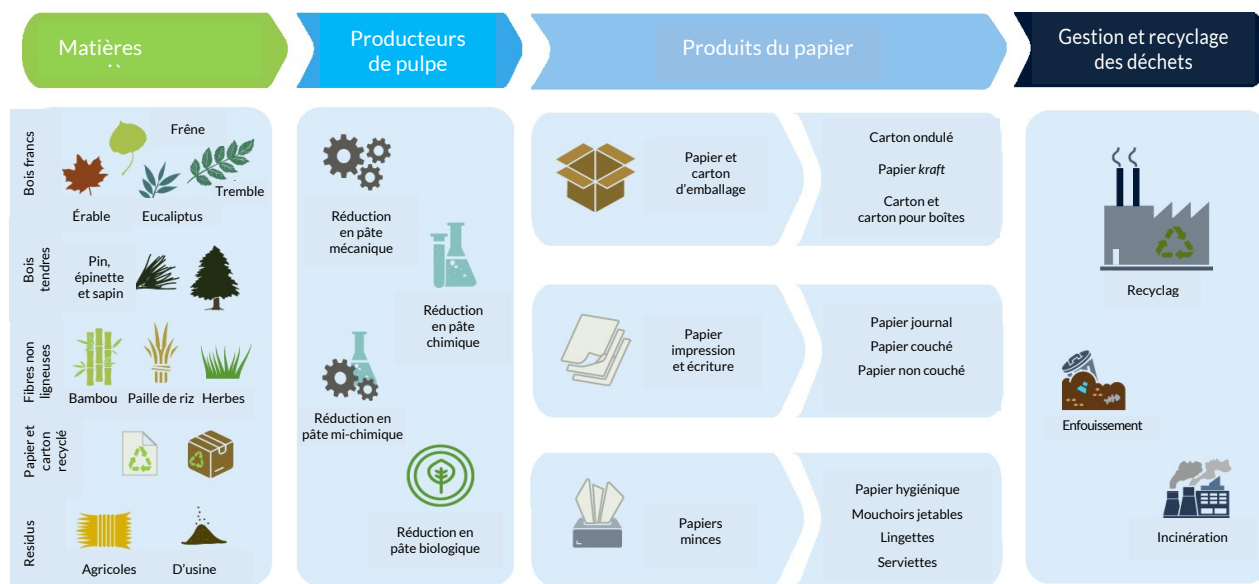 Matières
Producteurs
de pulpe
Produits du papier
Gestion et recyclage
des déchets
Bois francs
Frêne
Tremble
Érable
Eucaliptus
Bois
tendres
Pin,
épinette
et sapin
Fibres non
ligneuses
Bambou
Paille de riz
Herbes
Papier et
carton
recyclé
Residus
Agricoles
D'usine
Réduction
en pâte
mécanique
Réduction
en pâte
chimique
Réduction en
pâte mi-chimique
Réduction en
pâte biologique
Papier et
carton
d'emballage
Carton ondulé
Papier kraft
Carton et
carton pour boîtes
Papier
impression
et écriture
Papier journal
Papier couché
Papier non couché
Papiers
minces
Papier hygiénique
Mouchoirs jetables
Lingettes
Serviettes
Recyclag
Enfouissement
Incinération